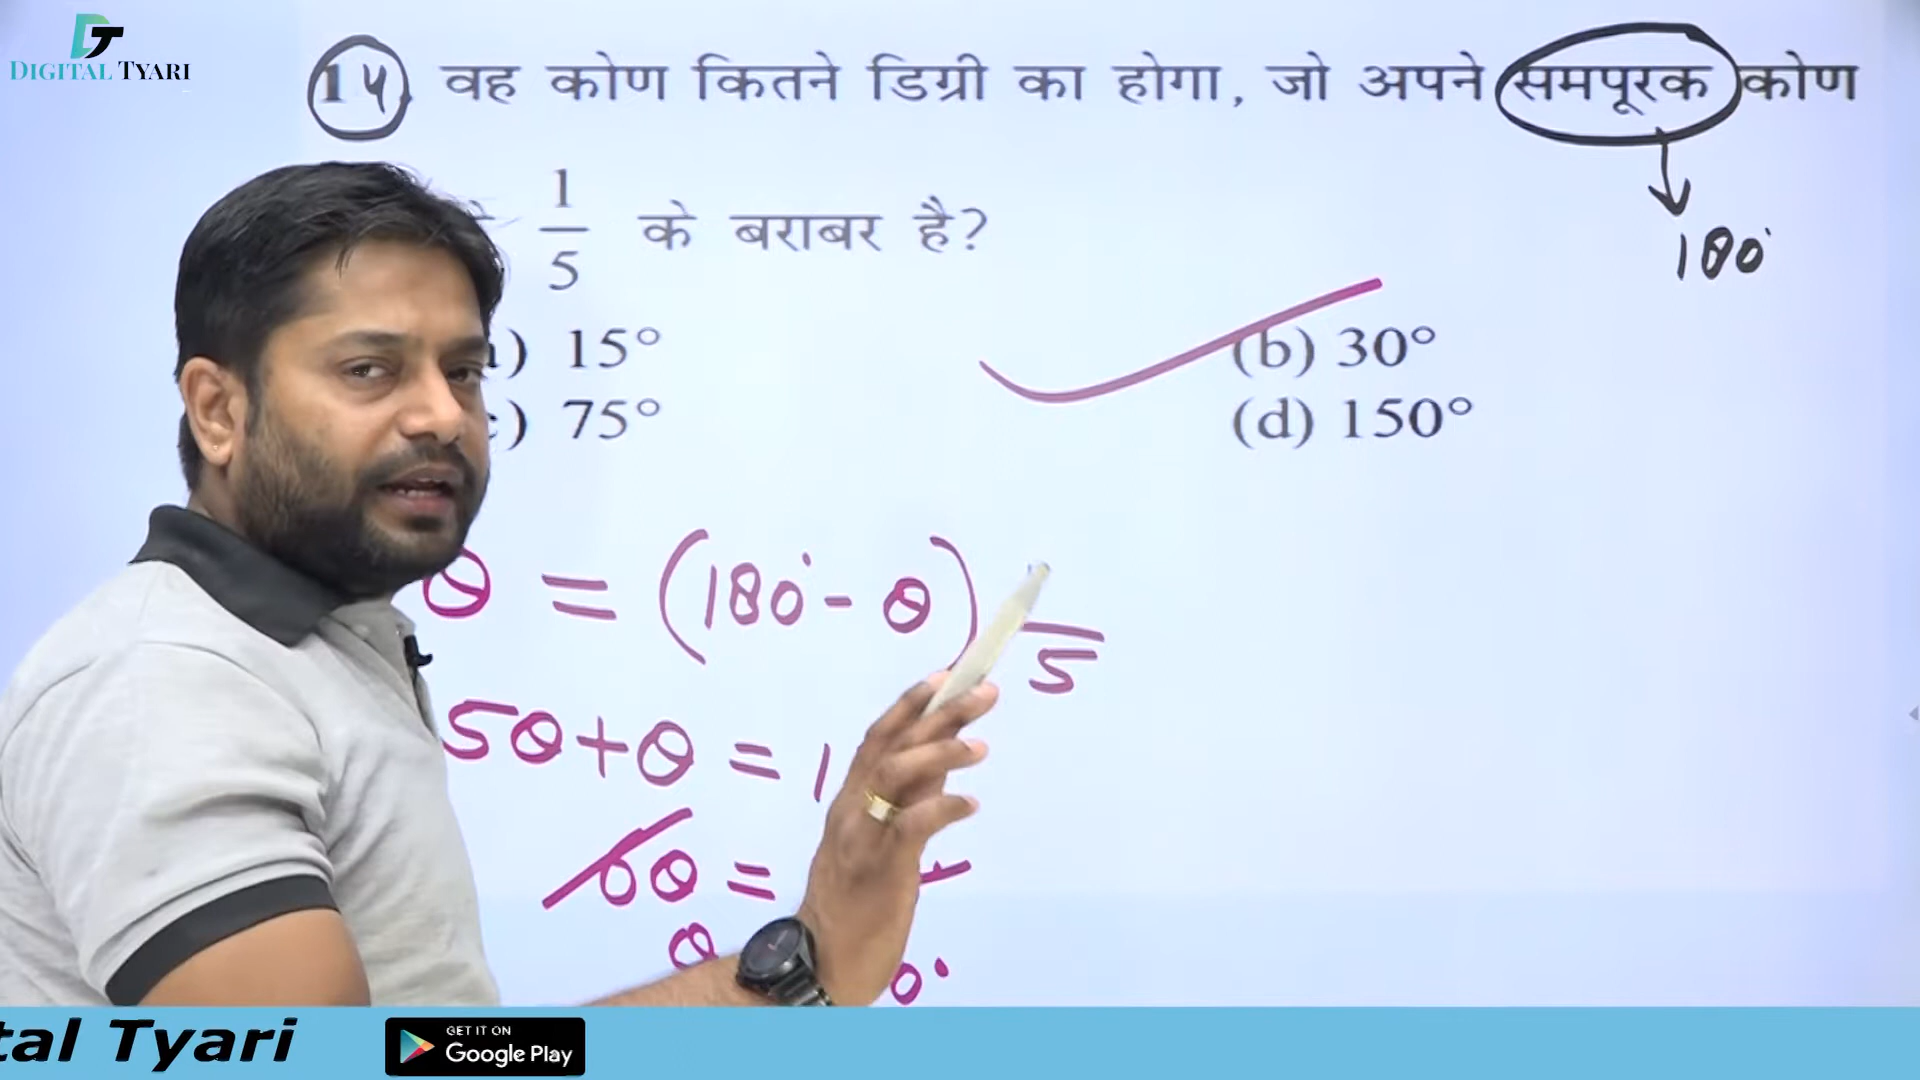 DIGITAL TYARI
14 वह कोण कितने डिग्री का होगा, जो अपने समपूरक कोण
180°
1/5 के बराबर है?
15° (b) 30°
75° (d) 150°
θ = (180° - θ) /5
5θ+θ = 1
6θ =
θ 0°
tal Tyari GET IT ON Google Play